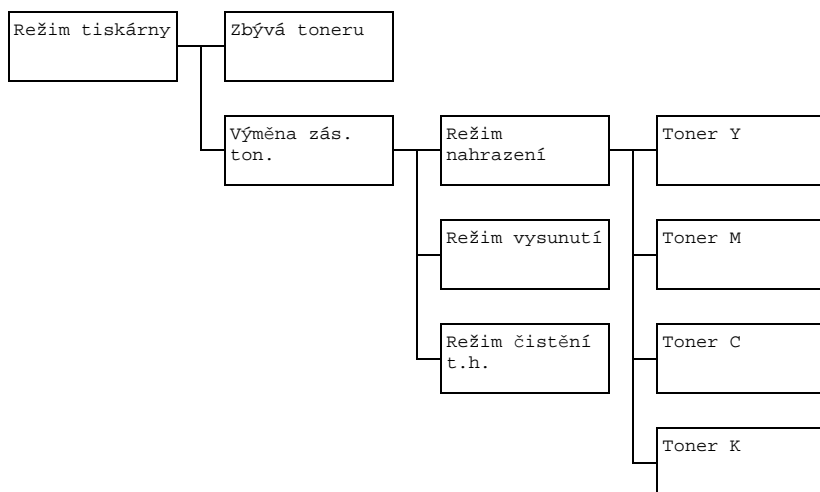 Režim tiskárny
Zbývá toneru
Výměna zás.
ton.
Režim
nahrazení
Toner Y
Režim vysunutí
Toner M
Režim čistění
t.h.
Toner C
Toner K